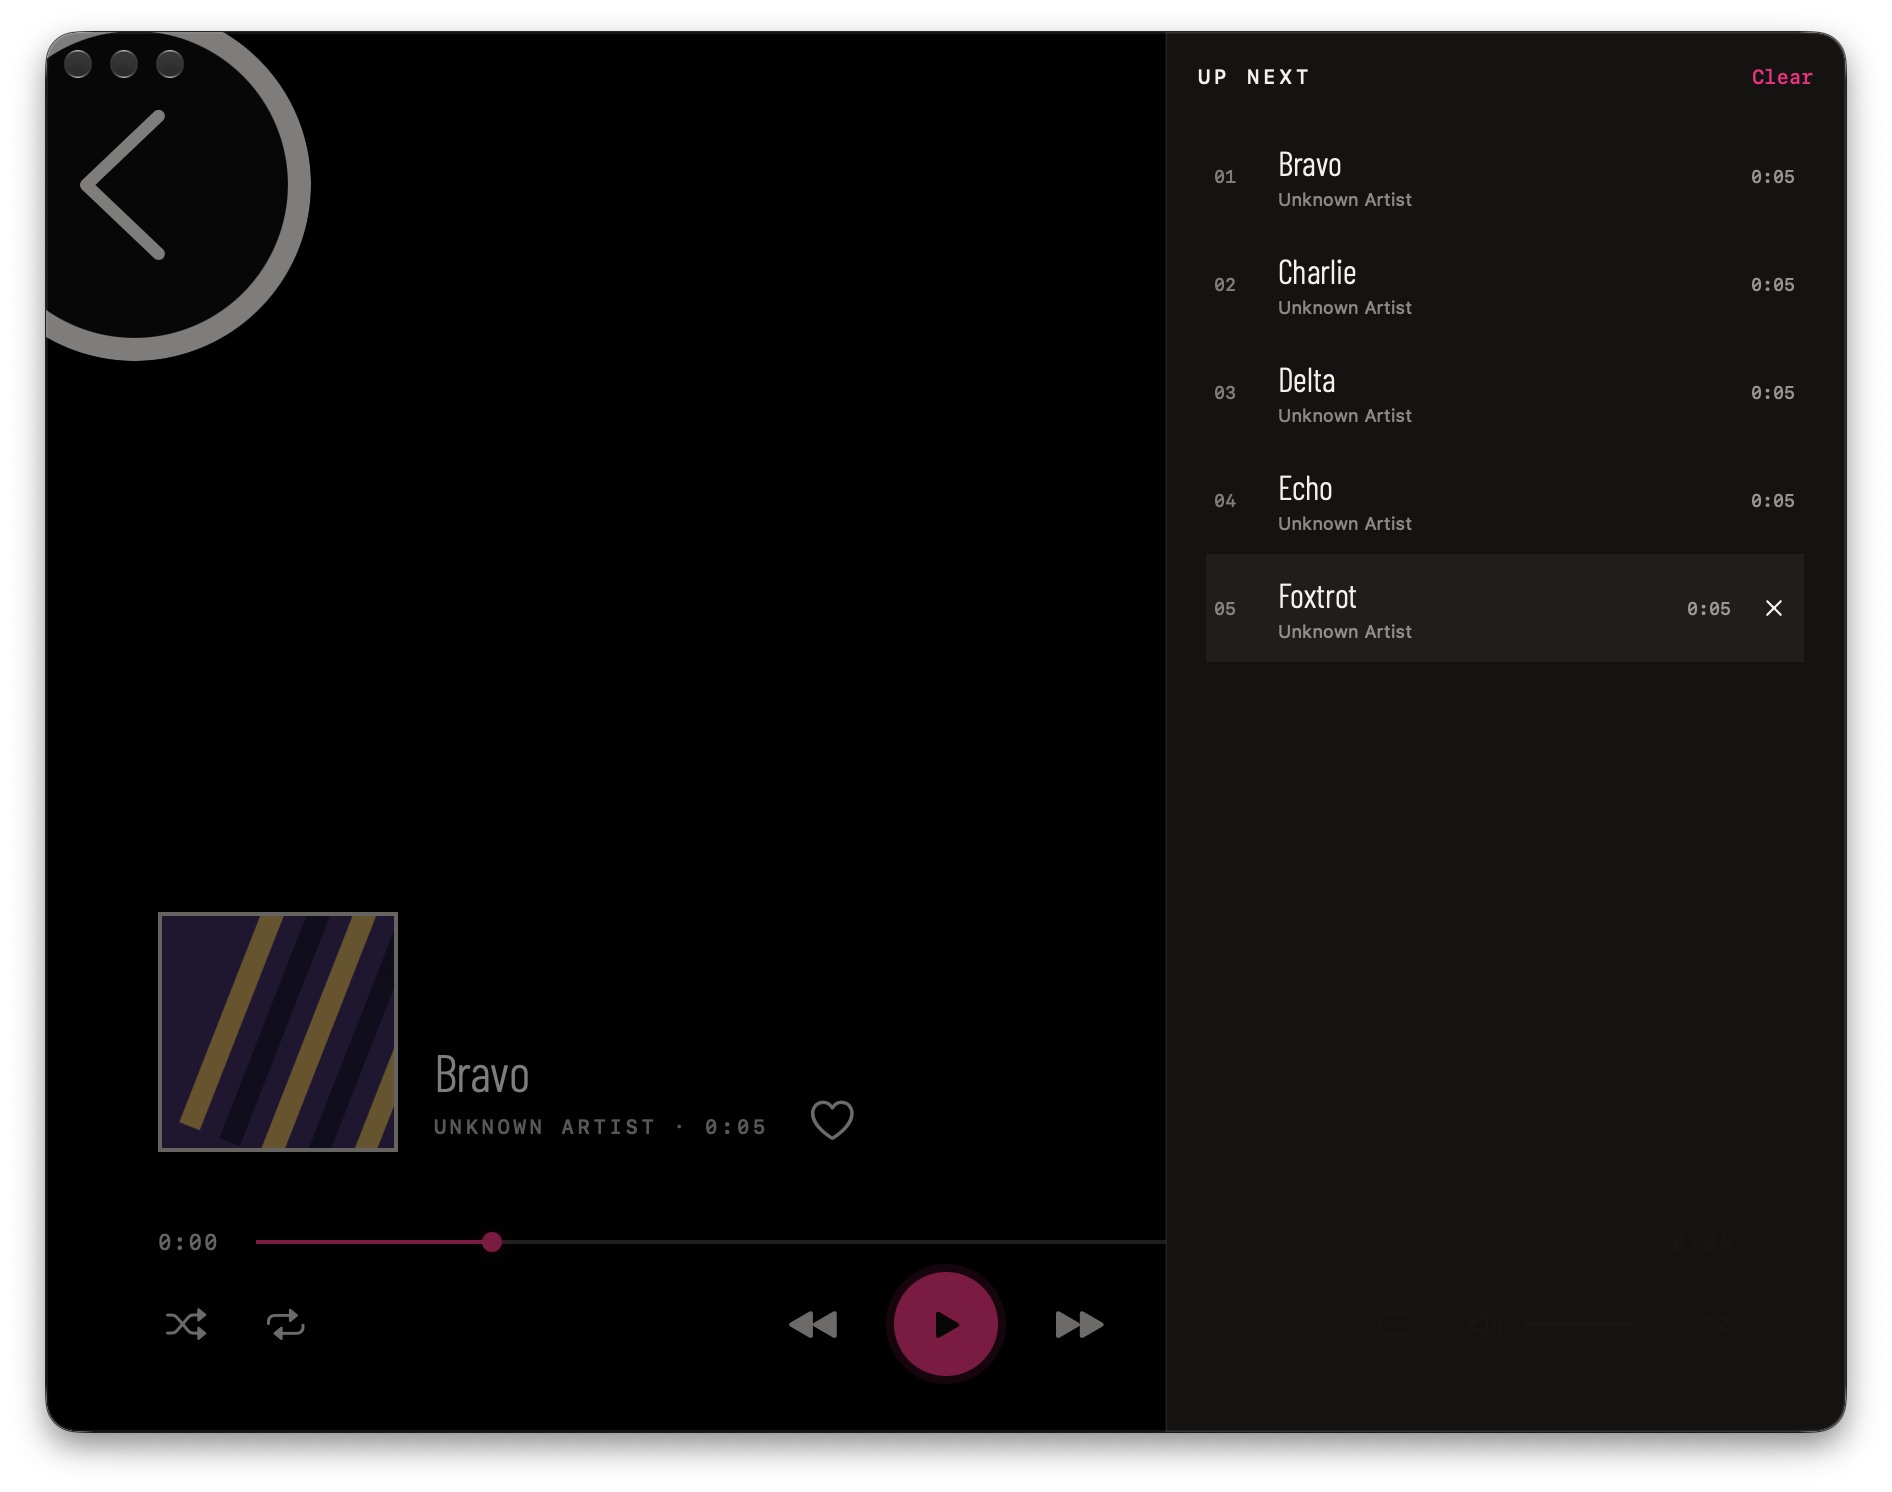 UP NEXT Clear
01 Bravo 0:05
Unknown Artist
02 Charlie 0:05
Unknown Artist
03 Delta 0:05
Unknown Artist
04 Echo 0:05
Unknown Artist
05 Foxtrot 0:05
Unknown Artist
Bravo
UNKNOWN ARTIST · 0:05
0:00 -0:04